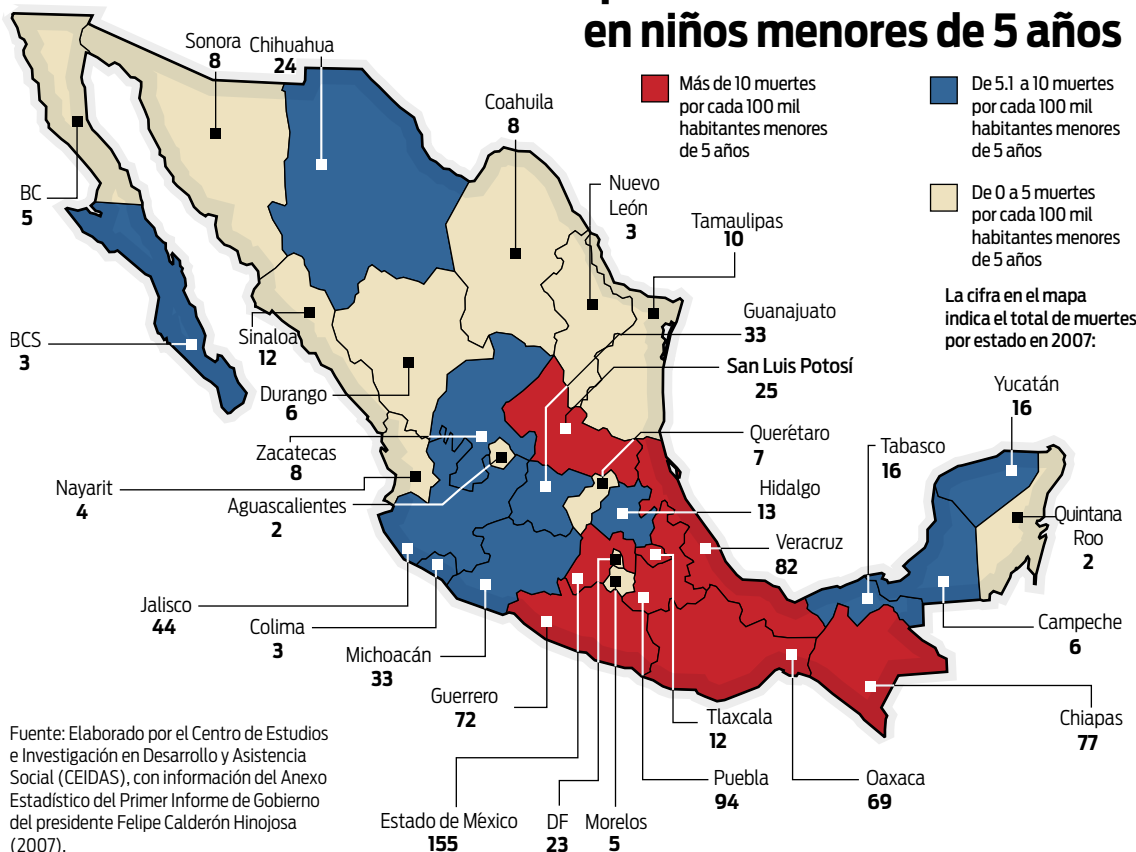 en niños menores de 5 años
Más de 10 muertes
por cada 100 mil
habitantes menores
de 5 años
De 5.1 a 10 muertes
por cada 100 mil
habitantes menores
de 5 años
De 0 a 5 muertes
por cada 100 mil
habitantes menores
de 5 años
La cifra en el mapa
indica el total de muertes
por estado en 2007:
Sonora
8
Chihuahua
24
Coahuila
8
Nuevo
León
3
Tamaulipas
10
BC
5
BCS
3
Sinaloa
12
Durango
6
Zacatecas
8
Nayarit
4
Aguascalientes
2
Guanajuato
33
San Luis Potosí
25
Querétaro
7
Hidalgo
13
Veracruz
82
Yucatán
16
Tabasco
16
Quintana
Roo
2
Campeche
6
Chiapas
77
Jalisco
44
Colima
3
Michoacán
33
Guerrero
72
Tlaxcala
12
Puebla
94
Oaxaca
69
Estado de México
155
DF
23
Morelos
5
Fuente: Elaborado por el Centro de Estudios
e Investigación en Desarrollo y Asistencia
Social (CEIDAS), con información del Anexo
Estadístico del Primer Informe de Gobierno
del presidente Felipe Calderón Hinojosa
(2007).